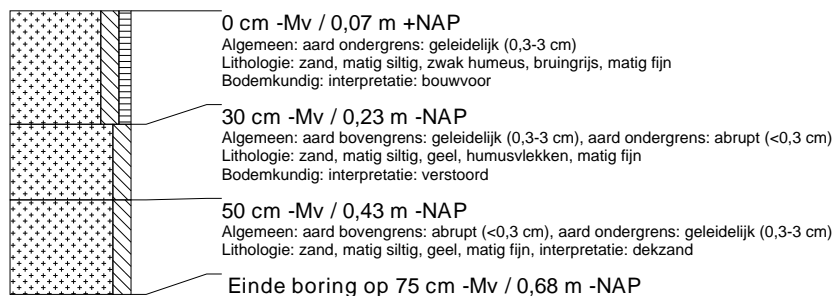 0 cm -Mv / 0,07 m +NAP
Algemeen: aard ondergrens: geleidelijk (0,3-3 cm)
Lithologie: zand, matig siltig, zwak humeus, bruingrijs, matig fijn
Bodemkundig: interpretatie: bouwvoor
30 cm -Mv / 0,23 m -NAP
Algemeen: aard bovengrens: geleidelijk (0,3-3 cm), aard ondergrens: abrupt (<0,3 cm)
Lithologie: zand, matig siltig, geel, humusvlekken, matig fijn
Bodemkundig: interpretatie: verstoord
50 cm -Mv / 0,43 m -NAP
Algemeen: aard bovengrens: abrupt (<0,3 cm), aard ondergrens: geleidelijk (0,3-3 cm)
Lithologie: zand, matig siltig, geel, matig fijn, interpretatie: dekzand
Einde boring op 75 cm -Mv / 0,68 m -NAP